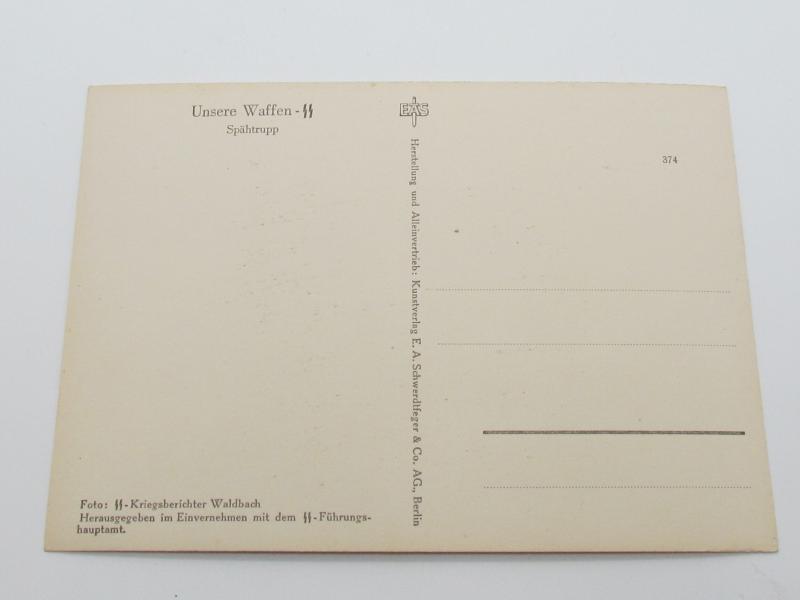 Unsere Waffen-ᛋᛋ
Spähtrupp
EAS
374
Herstellung und Alleinvertrieb: Kunstverlag E. A. Schwerdtfeger & Co. AG., Berlin
Foto: ᛋᛋ-Kriegsberichter Waldbach
Herausgegeben im Einvernehmen mit dem ᛋᛋ-Führungs-
hauptamt.